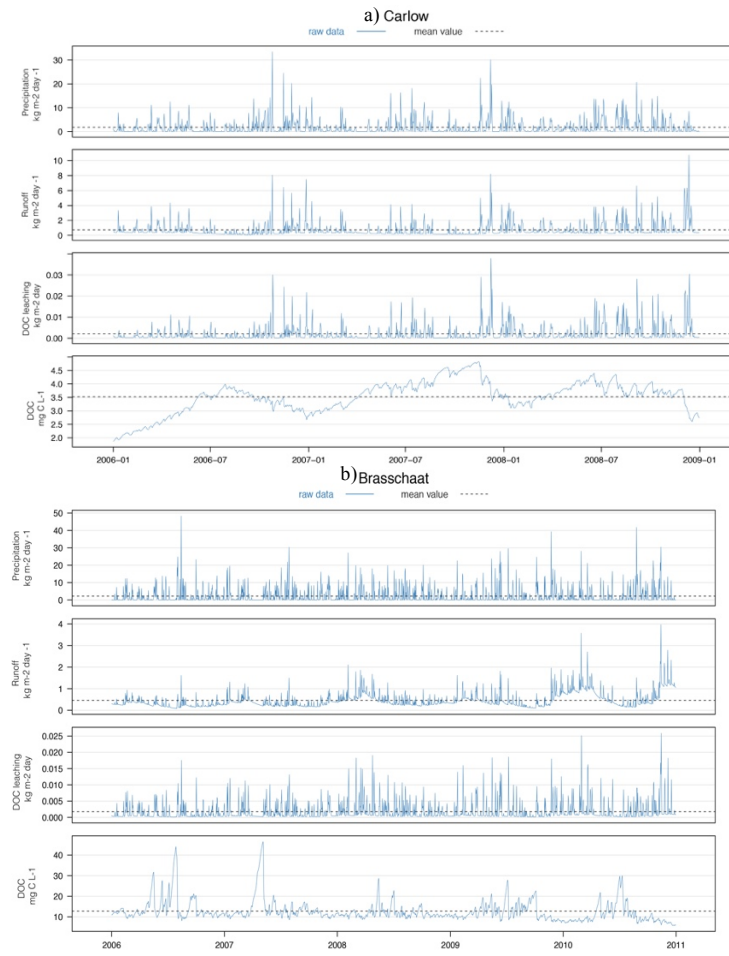 a) Carlow
raw data mean value
Precipitation
kg m-2 day -1
30
20
10
0
Runoff
kg m-2 day -1
10
8
6
4
2
0
DOC leaching
kg m-2 day
0.03
0.02
0.01
0.00
DOC
mg C L-1
4.5
4.0
3.5
3.0
2.5
2.0
2006-01 2006-07 2007-01 2007-07 2008-01 2008-07 2009-01
b) Brasschaat
raw data mean value
Precipitation
kg m-2 day -1
50
40
30
20
10
0
Runoff
kg m-2 day -1
4
3
2
1
0
DOC leaching
kg m-2 day
0.025
0.020
0.015
0.010
0.005
0.000
DOC
mg C L-1
40
30
20
10
2006 2007 2008 2009 2010 2011